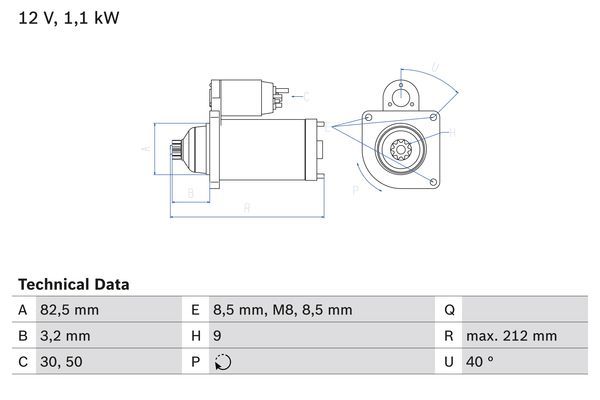 12 V, 1,1 kW
U
C
E
A
H
B
P
R
Technical Data
A 82,5 mm E 8,5 mm, M8, 8,5 mm Q
B 3,2 mm H 9 R max. 212 mm
C 30, 50 P U 40 º